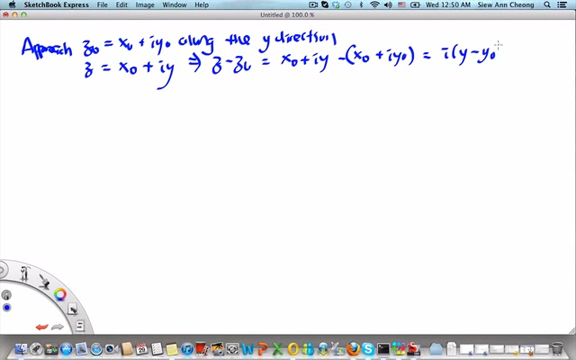 SketchBook Express File Edit Image Window Wed 12:50 AM Siew Ann Cheong
Untitled @ 100.0 %
Approach z₀ = x₀ + iy₀ along the y direction
z = x₀ + iy ⇒ z - z₀ = x₀ + iy - (x₀ + iy₀) = i(y - y₀